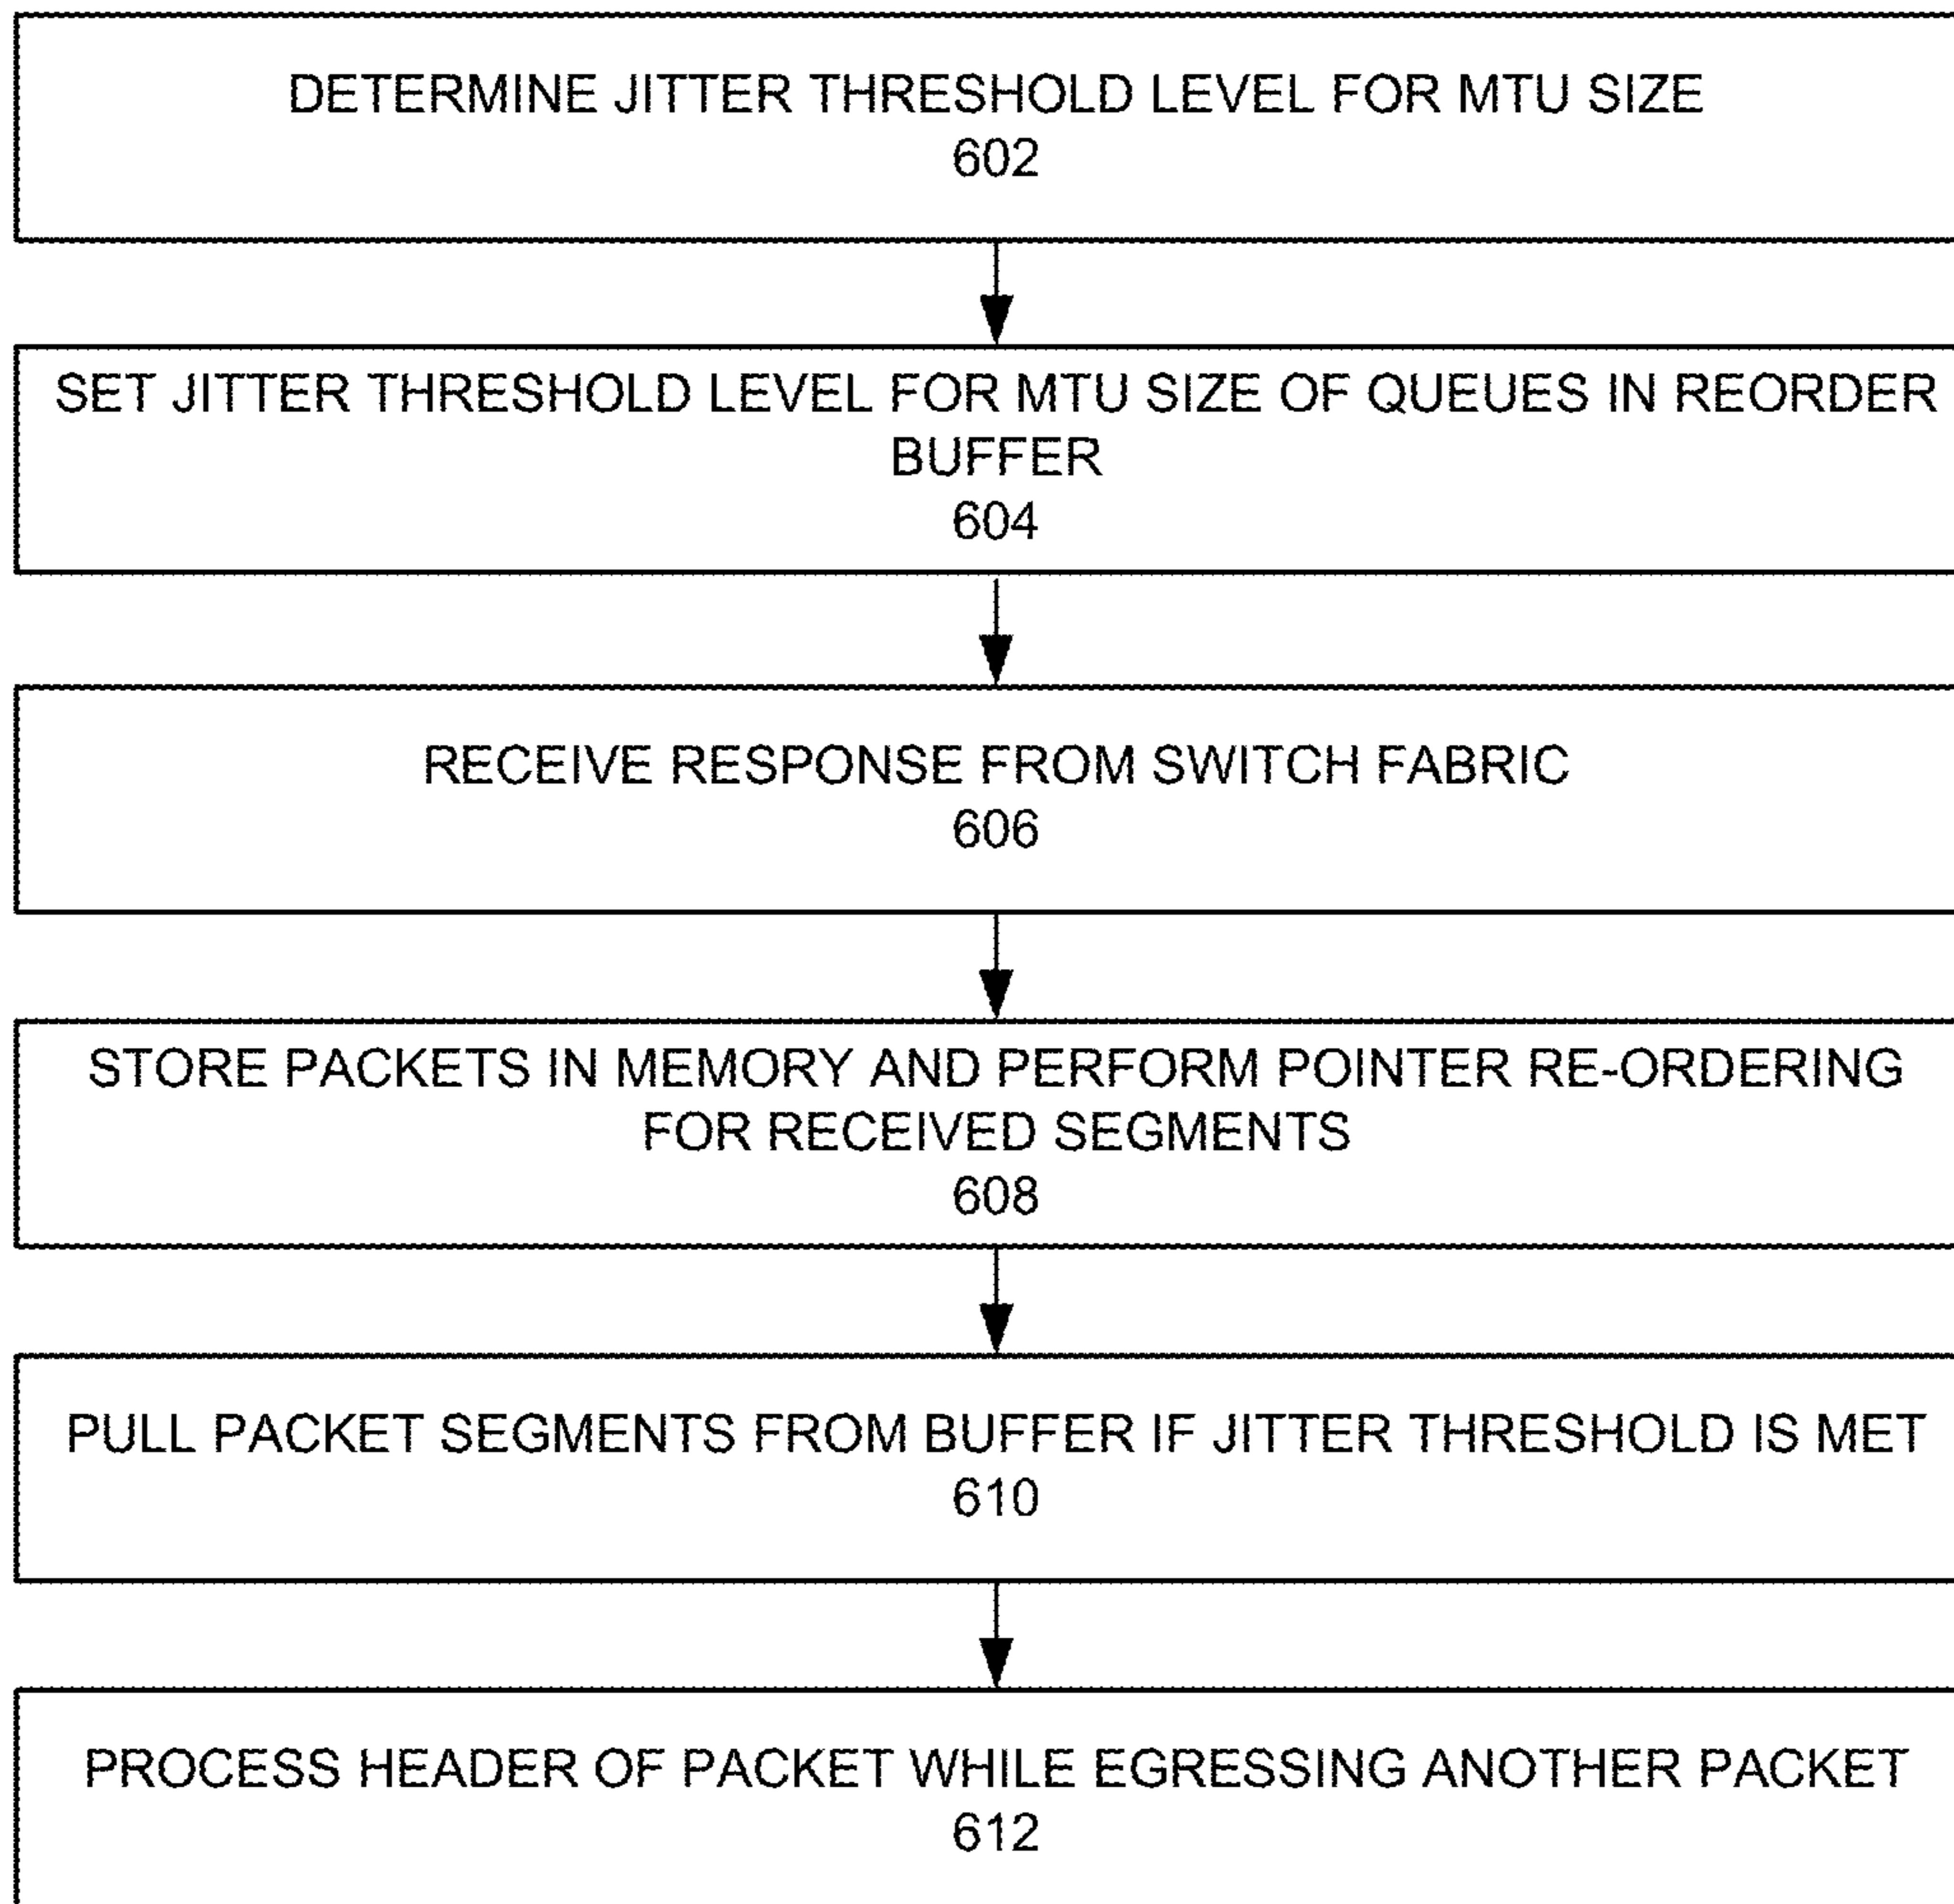 DETERMINE JITTER THRESHOLD LEVEL FOR MTU SIZE
602
SET JITTER THRESHOLD LEVEL FOR MTU SIZE OF QUEUES IN REORDER
BUFFER
604
RECEIVE RESPONSE FROM SWITCH FABRIC
606
STORE PACKETS IN MEMORY AND PERFORM POINTER RE-ORDERING
FOR RECEIVED SEGMENTS
608
PULL PACKET SEGMENTS FROM BUFFER IF JITTER THRESHOLD IS MET
610
PROCESS HEADER OF PACKET WHILE EGRESSING ANOTHER PACKET
612